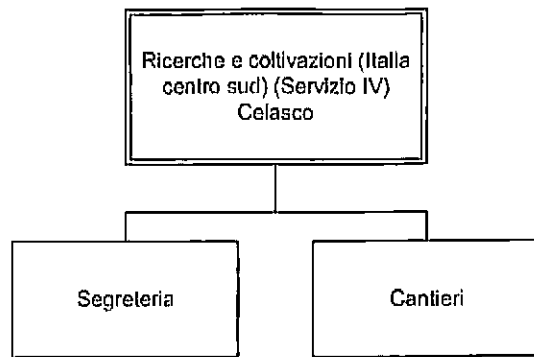 Ricerche e coltivazioni (Italia
centro sud) (Servizio IV)
Celasco
Segreteria
Cantieri